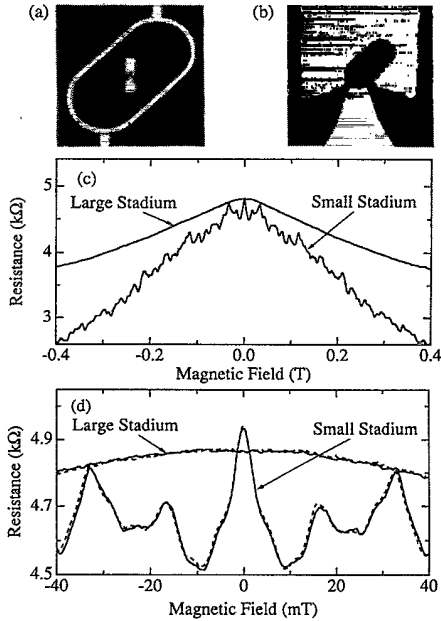 (a)
(b)
(c)
Large Stadium
Small Stadium
Resistance (kΩ)
5
4
3
-0.4
-0.2
0.0
0.2
0.4
Magnetic Field (T)
(d)
Large Stadium
Small Stadium
Resistance (kΩ)
4.9
4.7
4.5
-40
-20
0
20
40
Magnetic Field (mT)